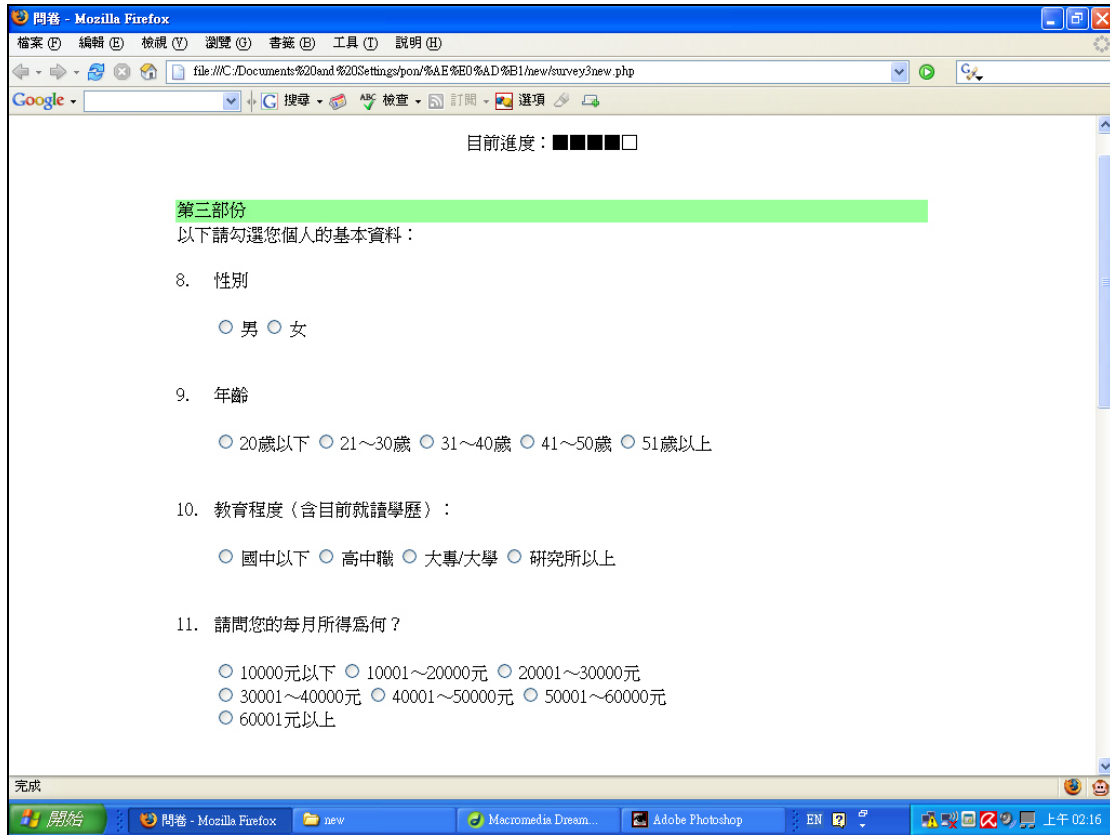 問卷 - Mozilla Firefox
檔案(F) 編輯(E) 檢視(V) 瀏覽(G) 書籤(B) 工具(T) 說明(H)
file:///C:/Documents%20and%20Settings/pon/%AE%E0%AD%B1/new/survey3new.php
Google 搜尋 ABC 檢查 訂閱 選項
目前進度：■■■■□
第三部份
以下請勾選您個人的基本資料：
8. 性別
男 女
9. 年齡
20歲以下 21～30歲 31～40歲 41～50歲 51歲以上
10. 教育程度（含目前就讀學歷）：
國中以下 高中職 大專/大學 研究所以上
11. 請問您的每月所得為何？
10000元以下 10001～20000元 20001～30000元
30001～40000元 40001～50000元 50001～60000元
60001元以上
完成
開始 問卷 - Mozilla Firefox new Macromedia Dream... Adobe Photoshop EN 上午 02:16